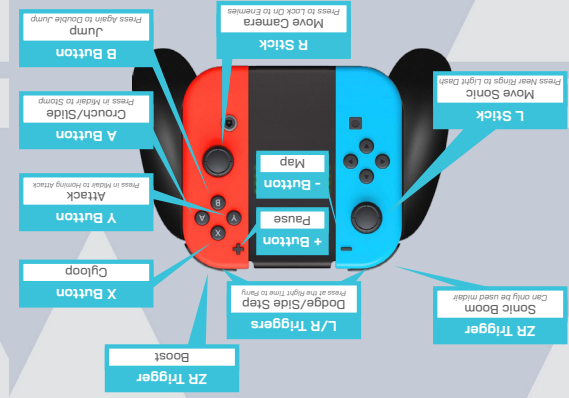 ZR Trigger
Boost
ZR Trigger
Sonic Boom
Can only be used midair
L/R Triggers
Dodge/Side Step
Press at the Right Time to Parry
X Button
Cyloop
+ Button
Pause
Y Button
Attack
Press in Midair to Homing Attack
- Button
Map
L Stick
Move Sonic
Press Near Rings to Light Dash
A Button
Crouch/Slide
Press in Midair to Stomp
B Button
Jump
Press Again to Double Jump
R Stick
Move Camera
Press to Lock On to Enemies
X
Y
A
B